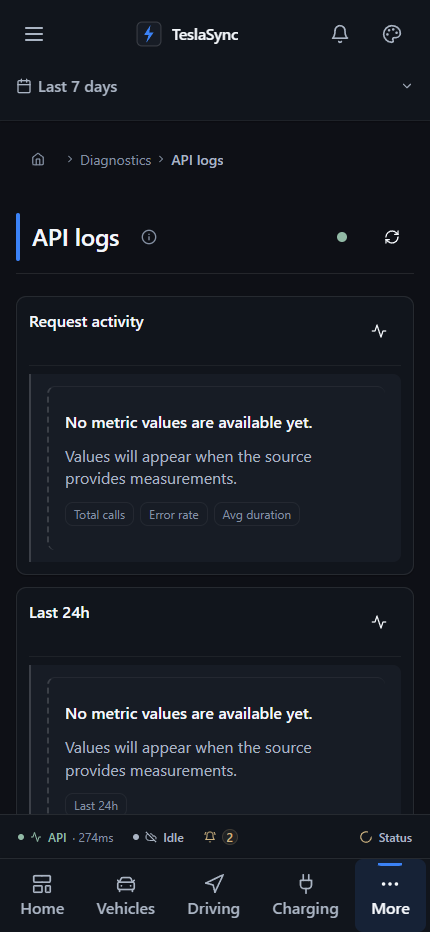 TeslaSync
Last 7 days
Diagnostics
API logs
API logs
Request activity
No metric values are available yet.
Values will appear when the source
provides measurements.
Total calls
Error rate
Avg duration
Last 24h
No metric values are available yet.
Values will appear when the source
provides measurements.
Last 24h
API · 274ms
Idle
2
Status
Home
Vehicles
Driving
Charging
More